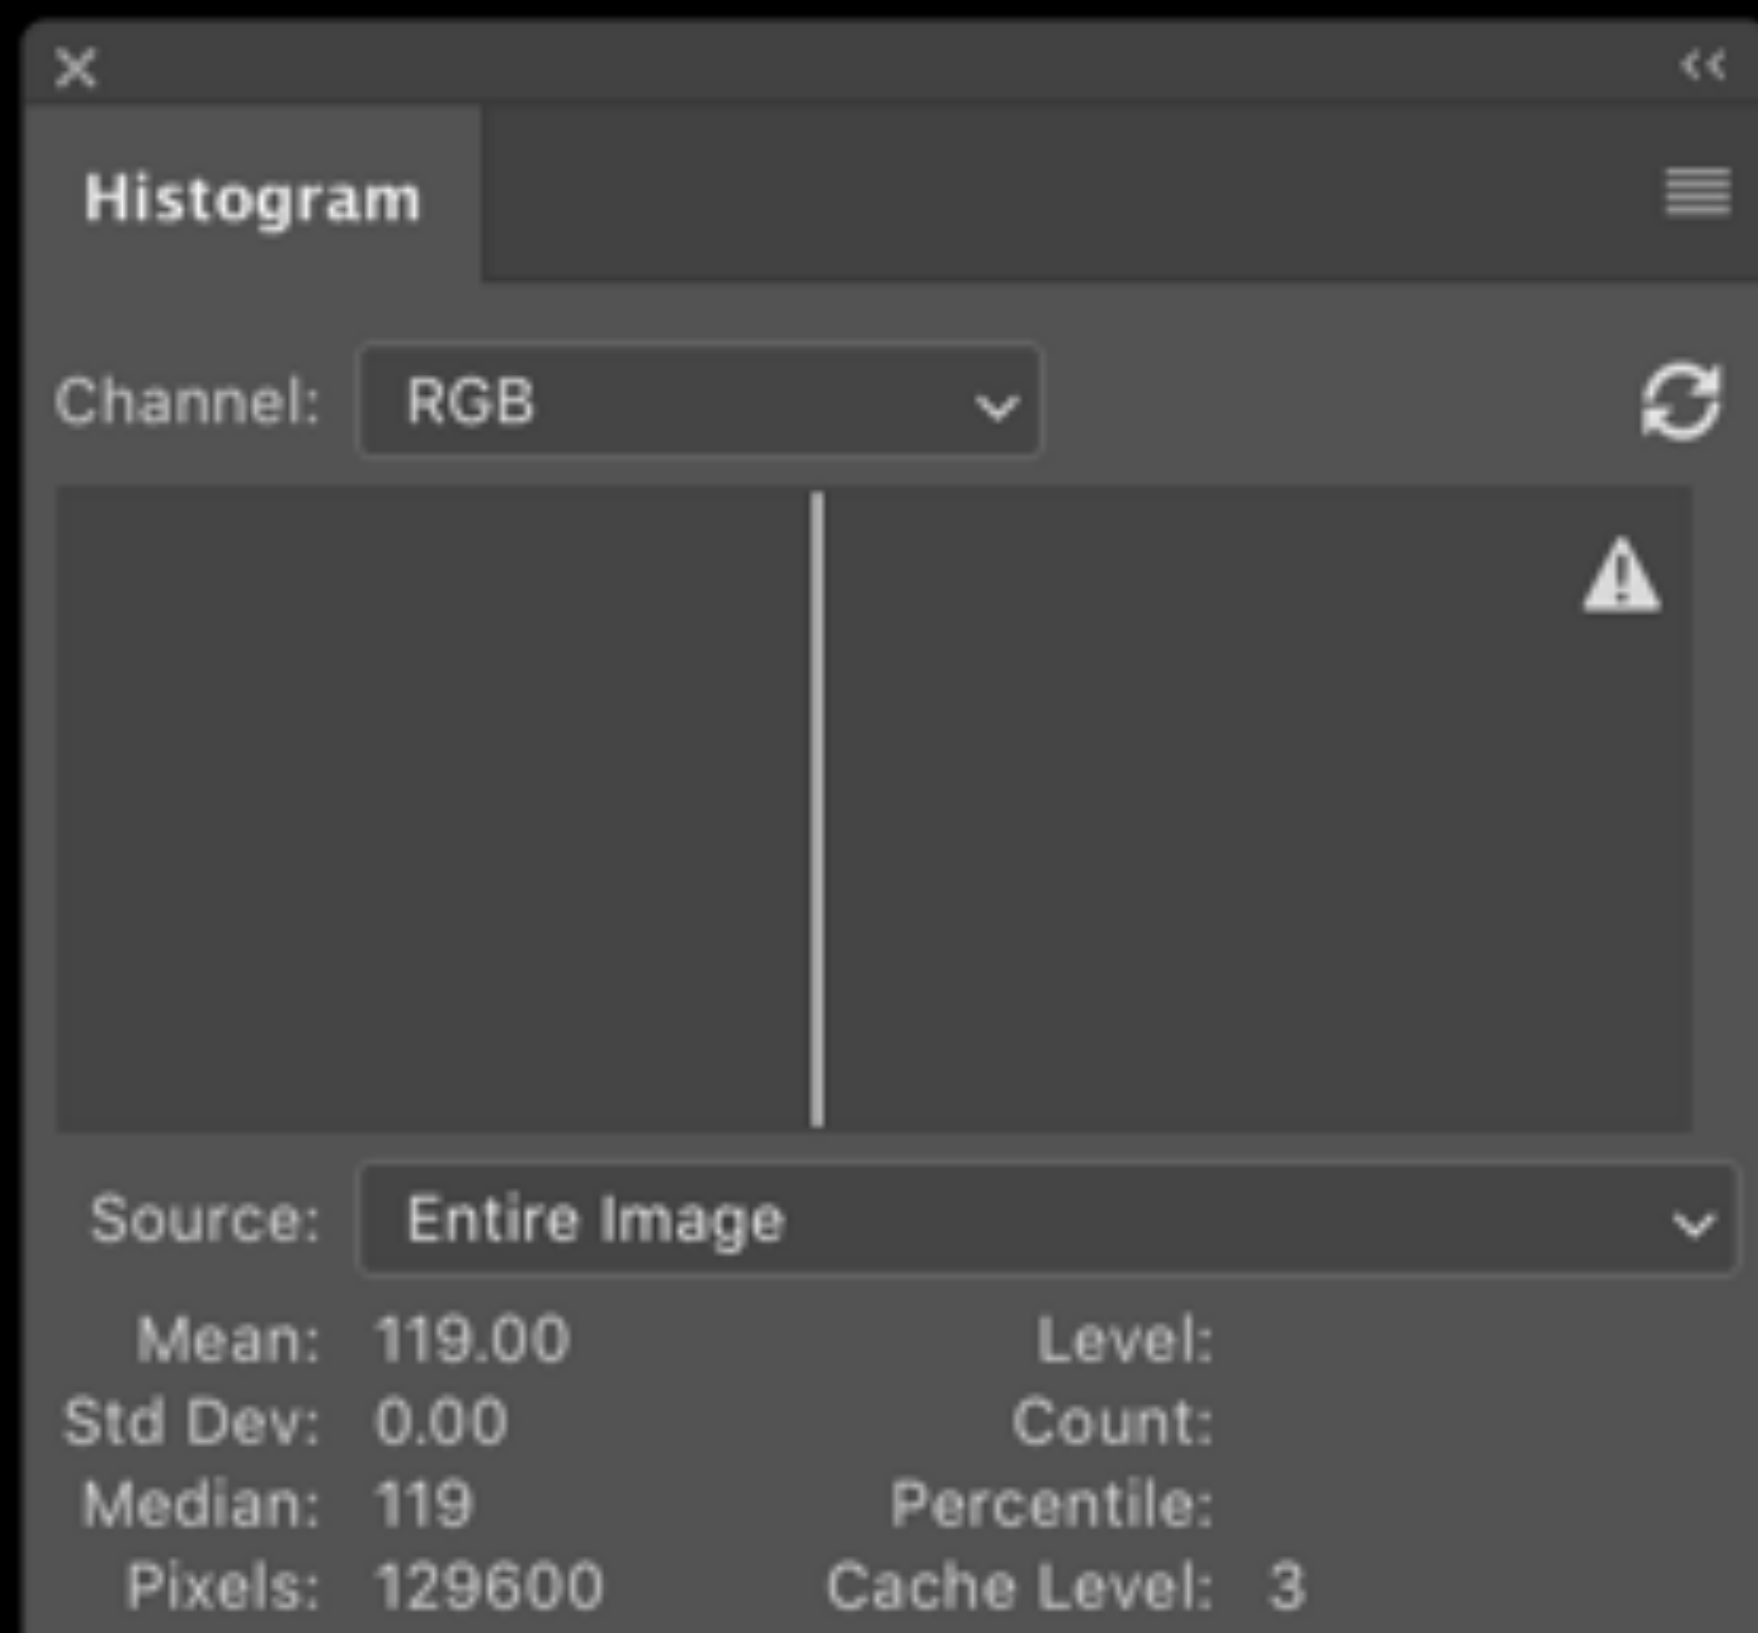 Histogram
Channel: RGB
Source: Entire Image
Mean: 119.00 Level:
Std Dev: 0.00 Count:
Median: 119 Percentile:
Pixels: 129600 Cache Level: 3